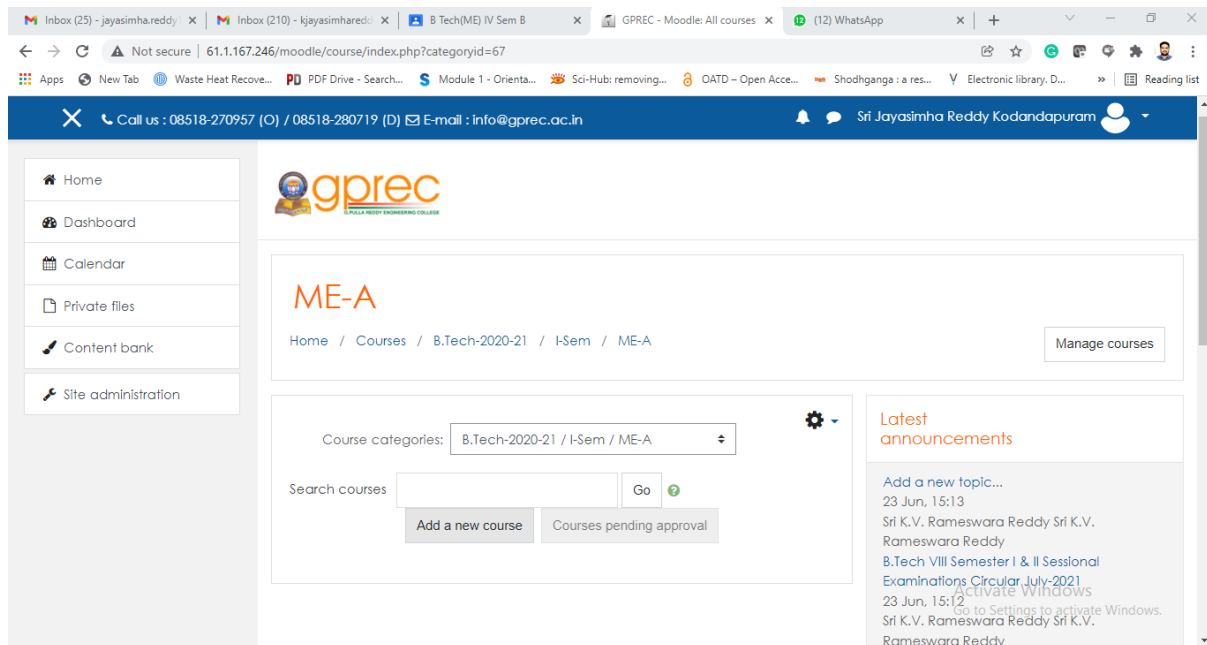 Inbox (25) - jayasimha.reddy
Inbox (210) - kjayasimharedd
B Tech(ME) IV Sem B
GPREC - Moodle: All courses
(12) WhatsApp
Not secure | 61.1.167.246/moodle/course/index.php?categoryid=67
Apps
New Tab
Waste Heat Recove...
PDF Drive - Search...
Module 1 - Orienta...
Sci-Hub: removing...
OATD – Open Acce...
Shodhganga : a res...
Electronic library. D...
»
Reading list
Call us : 08518-270957 (O) / 08518-280719 (D) E-mail : info@gprec.ac.in
Sri Jayasimha Reddy Kodandapuram
Home
Dashboard
Calendar
Private files
Content bank
Site administration
gprec
G.PULLA REDDY ENGINEERING COLLEGE
ME-A
Home / Courses / B.Tech-2020-21 / I-Sem / ME-A
Manage courses
Course categories: B.Tech-2020-21 / I-Sem / ME-A
Search courses
Go
Add a new course
Courses pending approval
Latest
announcements
Add a new topic...
23 Jun, 15:13
Sri K.V. Rameswara Reddy Sri K.V.
Rameswara Reddy
B.Tech VIII Semester I & II Sessional
Examinations Circular July-2021
23 Jun, 15:12
Sri K.V. Rameswara Reddy Sri K.V.
Rameswara Reddy
Activate Windows
Go to Settings to activate Windows.